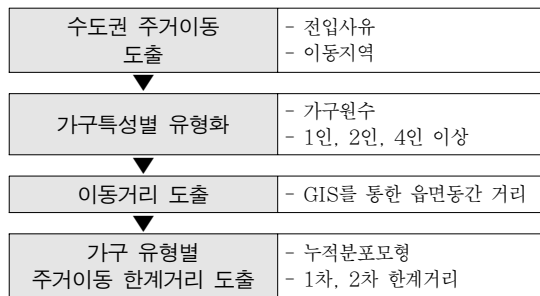 수도권 주거이동
도출
- 전입사유
- 이동지역
가구특성별 유형화
- 가구원수
- 1인, 2인, 4인 이상
이동거리 도출
- GIS를 통한 읍면동간 거리
가구 유형별
주거이동 한계거리 도출
- 누적분포모형
- 1차, 2차 한계거리